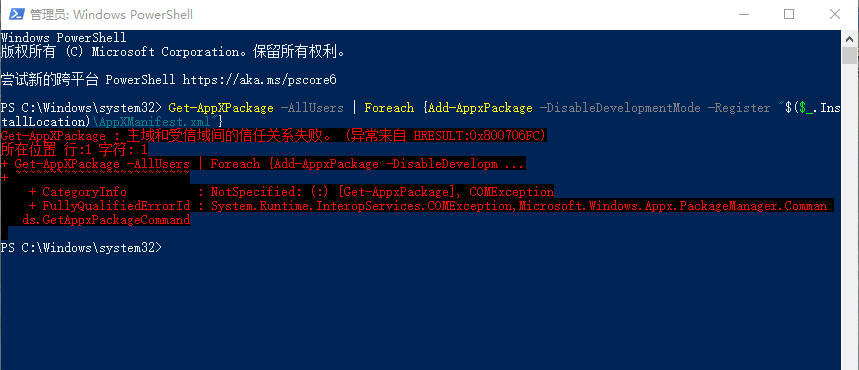 管理员: Windows PowerShell
Windows PowerShell
版权所有 (C) Microsoft Corporation。保留所有权利。
尝试新的跨平台 PowerShell https://aka.ms/pscore6
PS C:\Windows\system32> Get-AppXPackage -AllUsers | Foreach {Add-AppxPackage -DisableDevelopmentMode -Register "$($_.Ins
tallLocation)\AppXManifest.xml"}
Get-AppXPackage : 主域和受信域间的信任关系失败。 (异常来自 HRESULT:0x800706FC)
所在位置 行:1 字符: 1
+ Get-AppXPackage -AllUsers | Foreach {Add-AppxPackage -DisableDevelopm ...
+ ~~~~~~~~~~~~~~~~~~~~~~~~~
+ CategoryInfo          : NotSpecified: (:) [Get-AppxPackage], COMException
+ FullyQualifiedErrorId : System.Runtime.InteropServices.COMException,Microsoft.Windows.Appx.PackageManager.Comman
ds.GetAppxPackageCommand
PS C:\Windows\system32>